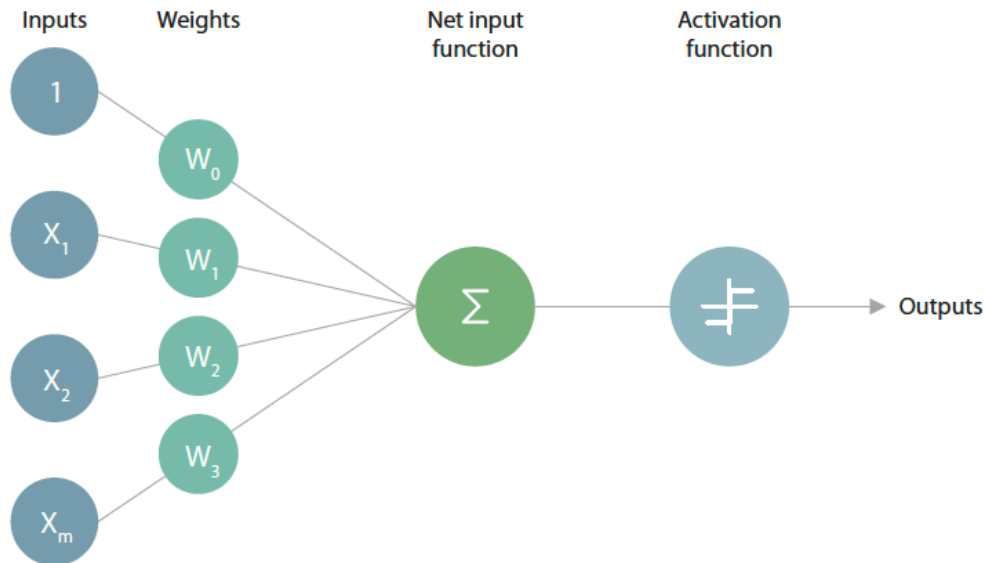 Inputs
Weights
Net input
function
Activation
function
1
W₀
X₁
W₁
Σ
Outputs
X₂
W₂
W₃
Xₘ